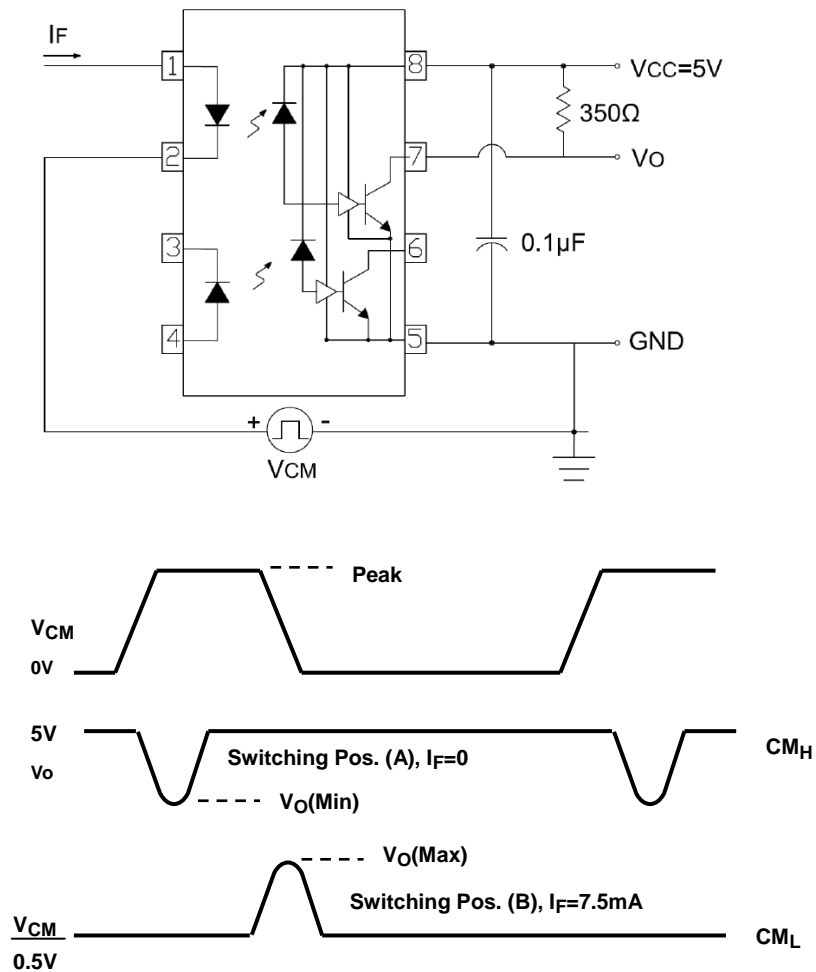 IF
1
8
VCC=5V
350Ω
2
7
VO
3
6
0.1µF
4
5
GND
+
-
VCM
Peak
VCM
0V
5V
Vo
Switching Pos. (A), IF=0
CMH
VO(Min)
VO(Max)
Switching Pos. (B), IF=7.5mA
VCM
0.5V
CML